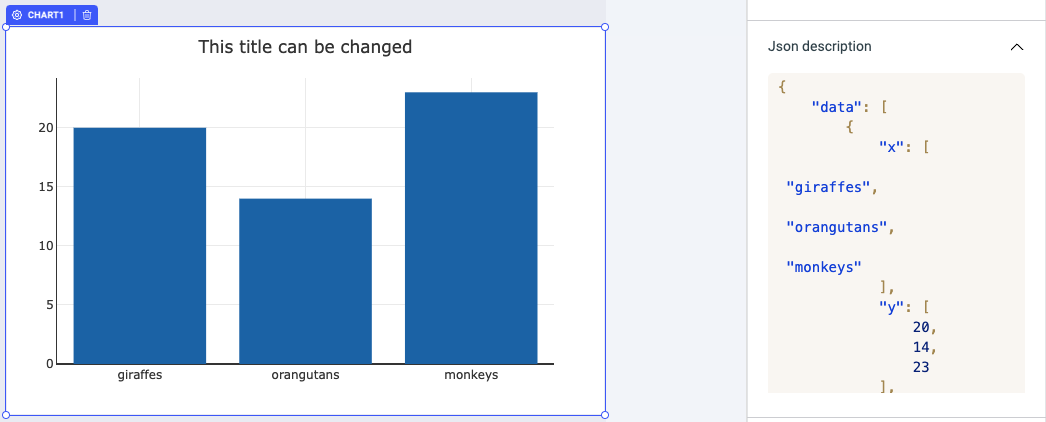 CHART1
This title can be changed
20
15
10
5
0
giraffes orangutans monkeys
Json description
{
"data": [
{
"x": [
"giraffes",
"orangutans",
"monkeys"
],
"y": [
20,
14,
23
],